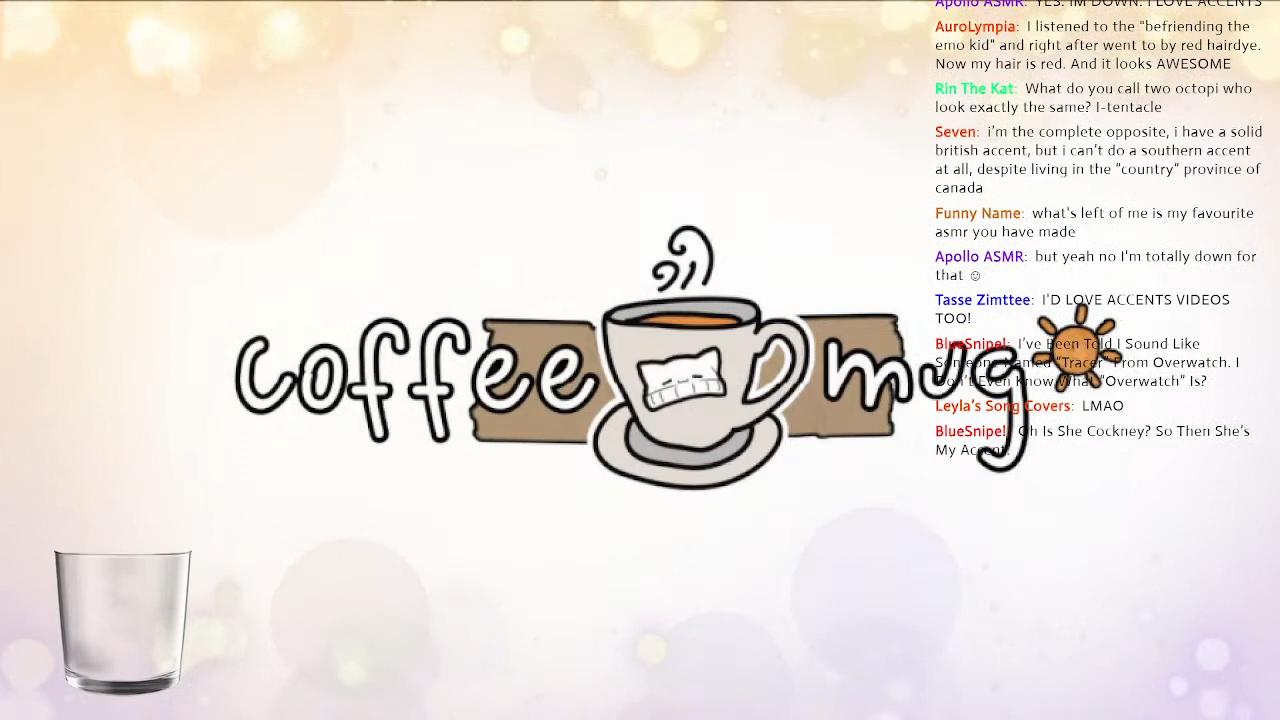 coffee mug
Apollo ASMR: YES. IM DOWN. I LOVE ACCENTS
AuroLympia: I listened to the "befriending the
emo kid" and right after went to by red hairdye.
Now my hair is red. And it looks AWESOME
Rin The Kat: What do you call two octopi who
look exactly the same? I-tentacle
Seven: i'm the complete opposite, i have a solid
british accent, but i can't do a southern accent
at all, despite living in the "country" province of
canada
Funny Name: what's left of me is my favourite
asmr you have made
Apollo ASMR: but yeah no I'm totally down for
that ☺
Tasse Zimttee: I'D LOVE ACCENTS VIDEOS
TOO!
BlueSnipe!: I've Been Told I Sound Like
Someone Named "Tracer" From Overwatch. I
Don't Even Know What "Overwatch" Is?
Leyla's Song Covers: LMAO
BlueSnipe!: Oh Is She Cockney? So Then She's
My Accent.